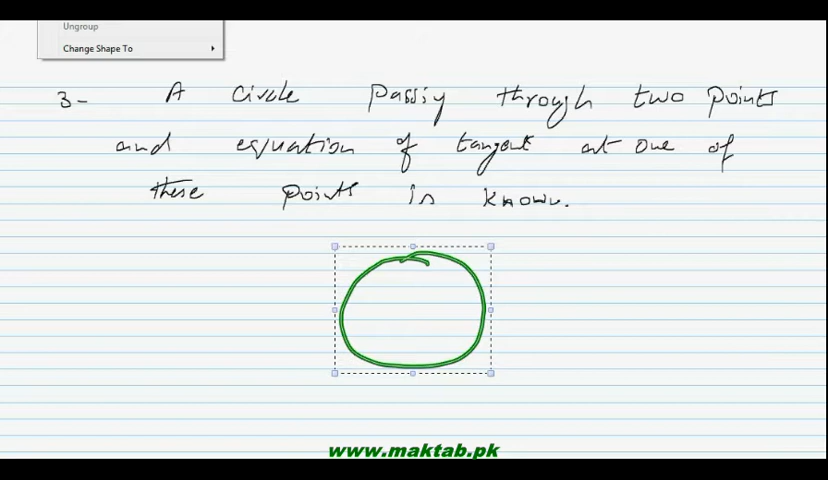 Ungroup
Change Shape To
3- A Circle Passiy through two points
and equation of tangent at one of
these points is known.
www.maktab.pk